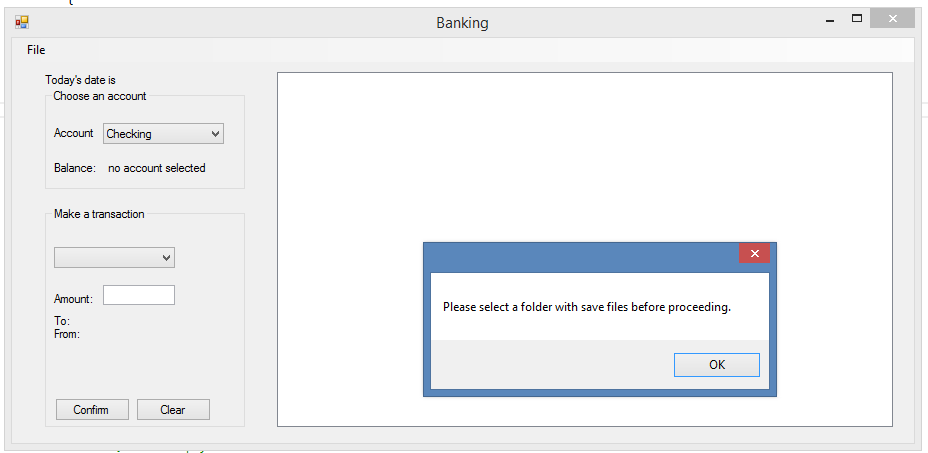 Banking
File
Today's date is
Choose an account
Account Checking
Balance: no account selected
Make a transaction
Amount:
To:
From:
Confirm Clear
Please select a folder with save files before proceeding.
OK